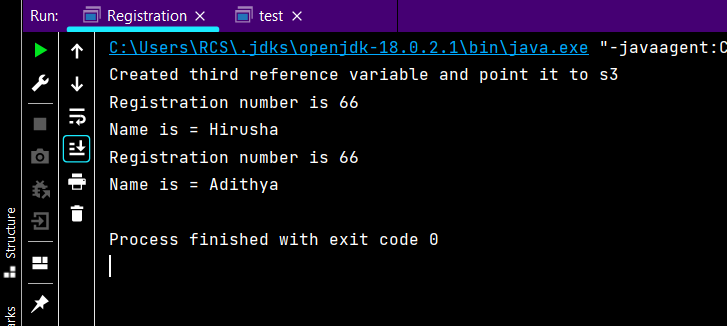 Run: Registration × test ×
C:\Users\RCS\.jdks\openjdk-18.0.2.1\bin\java.exe "-javaagent:C
Created third reference variable and point it to s3
Registration number is 66
Name is = Hirusha
Registration number is 66
Name is = Adithya
Process finished with exit code 0
Structure
arks